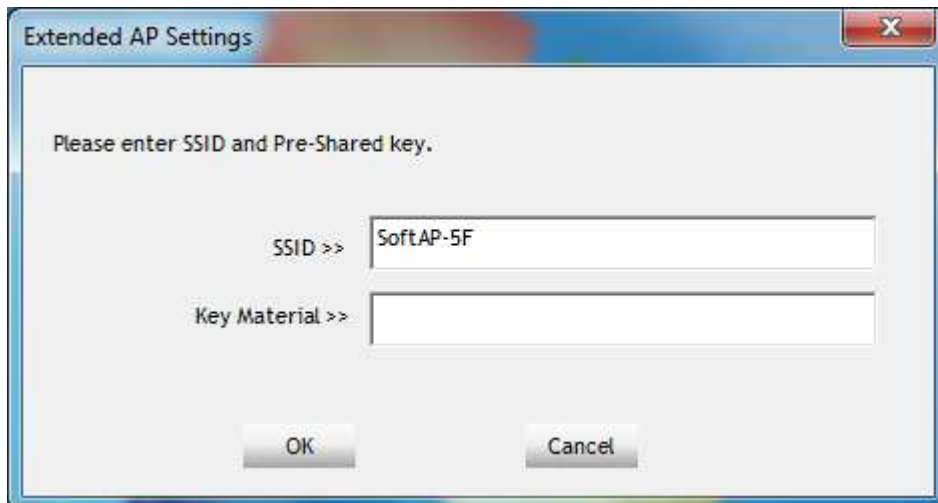 Extended AP Settings
Please enter SSID and Pre-Shared key.
SSID >> SoftAP-5F
Key Material >>
OK Cancel